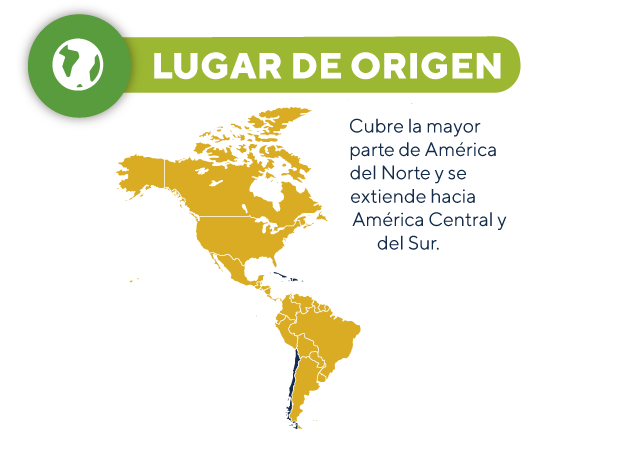 LUGAR DE ORIGEN
Cubre la mayor
parte de América
del Norte y se
extiende hacia
América Central y
del Sur.